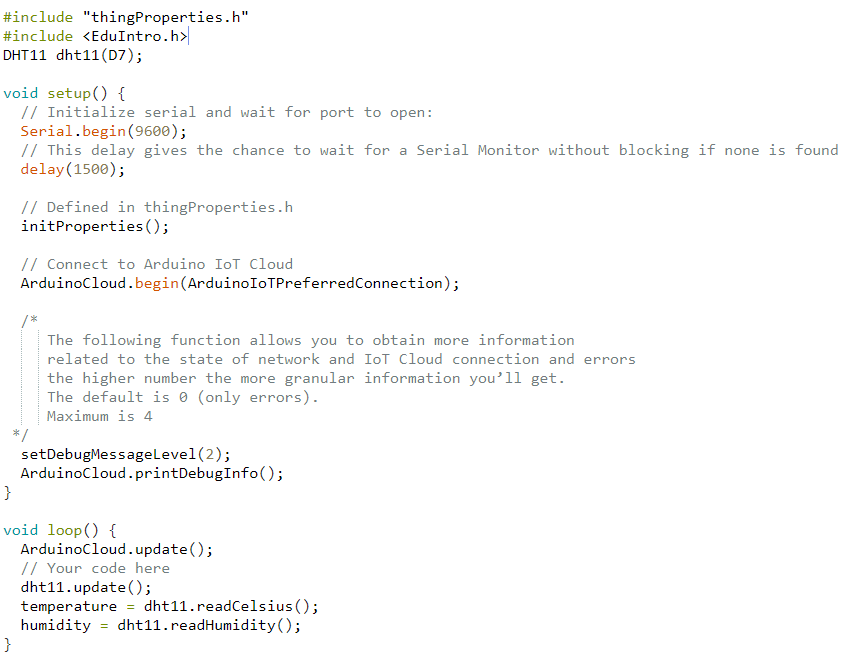 #include "thingProperties.h"
#include <EduIntro.h>
DHT11 dht11(D7);

void setup() {
  // Initialize serial and wait for port to open:
  Serial.begin(9600);
  // This delay gives the chance to wait for a Serial Monitor without blocking if none is found
  delay(1500);

  // Defined in thingProperties.h
  initProperties();

  // Connect to Arduino IoT Cloud
  ArduinoCloud.begin(ArduinoIoTPreferredConnection);

  /*
     The following function allows you to obtain more information
     related to the state of network and IoT Cloud connection and errors
     the higher number the more granular information you’ll get.
     The default is 0 (only errors).
     Maximum is 4
 */
  setDebugMessageLevel(2);
  ArduinoCloud.printDebugInfo();
}

void loop() {
  ArduinoCloud.update();
  // Your code here
  dht11.update();
  temperature = dht11.readCelsius();
  humidity = dht11.readHumidity();
}